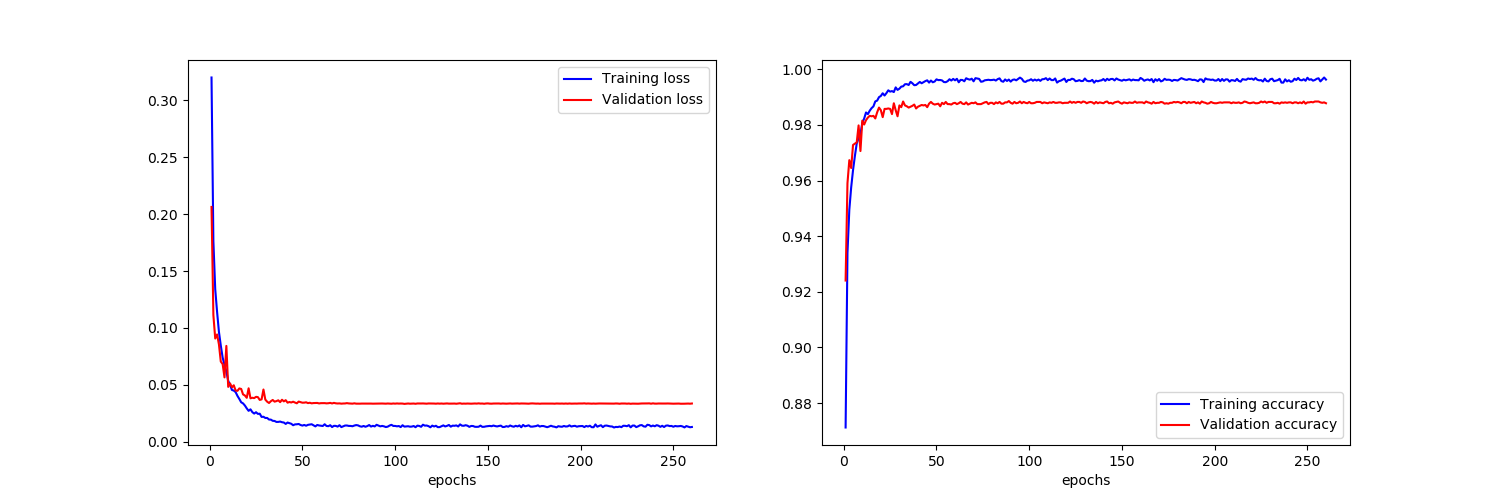 Training loss
Validation loss
0.30
0.25
0.20
0.15
0.10
0.05
0.00
0 50 100 150 200 250
epochs
1.00
0.98
0.96
0.94
0.92
0.90
0.88
Training accuracy
Validation accuracy
0 50 100 150 200 250
epochs